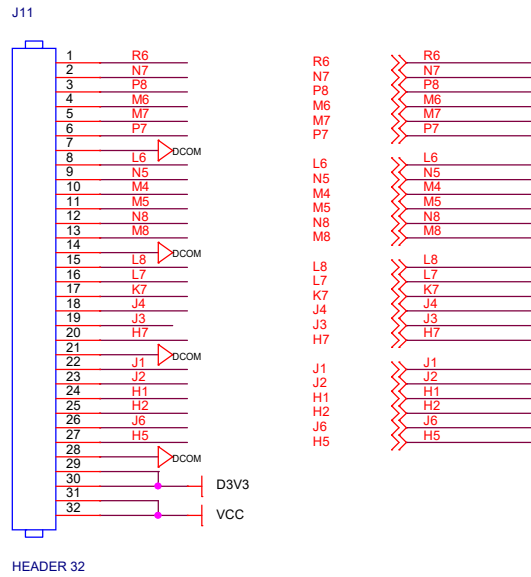 J11
1 R6 R6 R6
2 N7 N7 N7
3 P8 P8 P8
4 M6 M6 M6
5 M7 M7 M7
6 P7 P7 P7
7 DCOM
8 L6 L6 L6
9 N5 N5 N5
10 M4 M4 M4
11 M5 M5 M5
12 N8 N8 N8
13 M8 M8 M8
14 DCOM
15 L8 L8 L8
16 L7 L7 L7
17 K7 K7 K7
18 J4 J4 J4
19 J3 J3 J3
20 H7 H7 H7
21 DCOM
22 J1 J1 J1
23 J2 J2 J2
24 H1 H1 H1
25 H2 H2 H2
26 J6 J6 J6
27 H5 H5 H5
28 DCOM
29
30 D3V3
31
32 VCC
HEADER 32